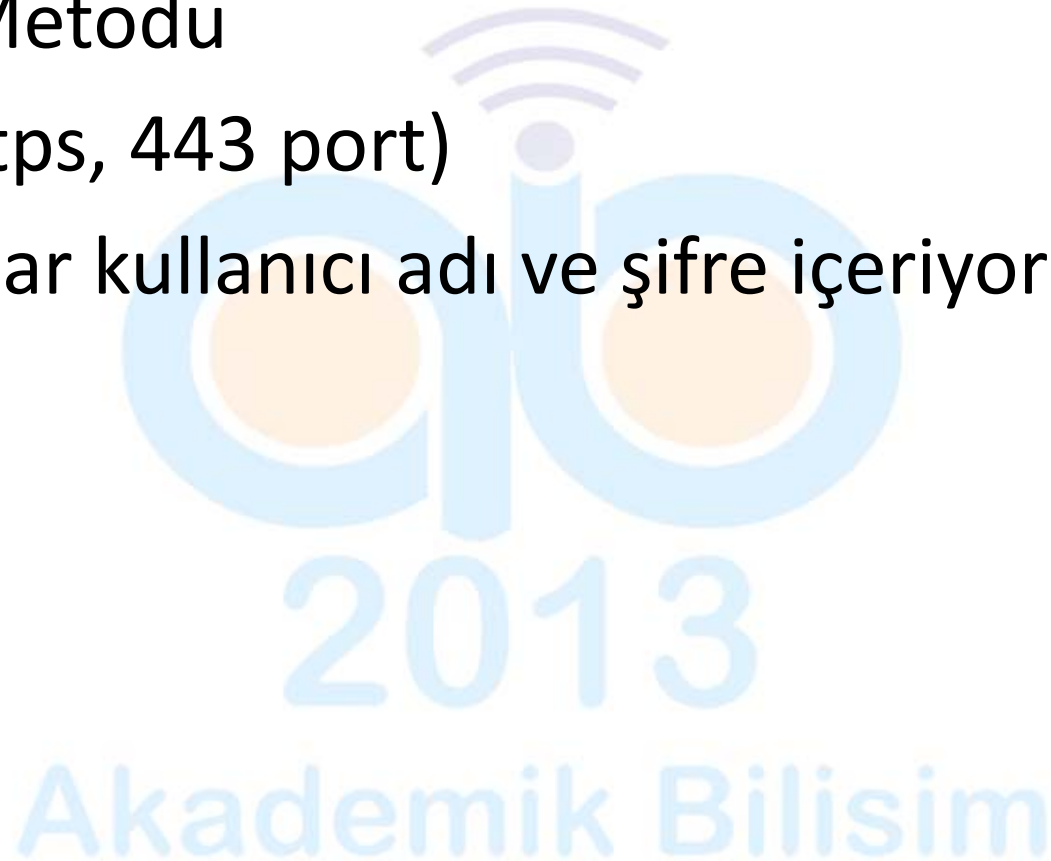 Metodu
tps, 443 port)
ar kullanıcı adı ve şifre içeriyor
2013
Akademik Bilisim